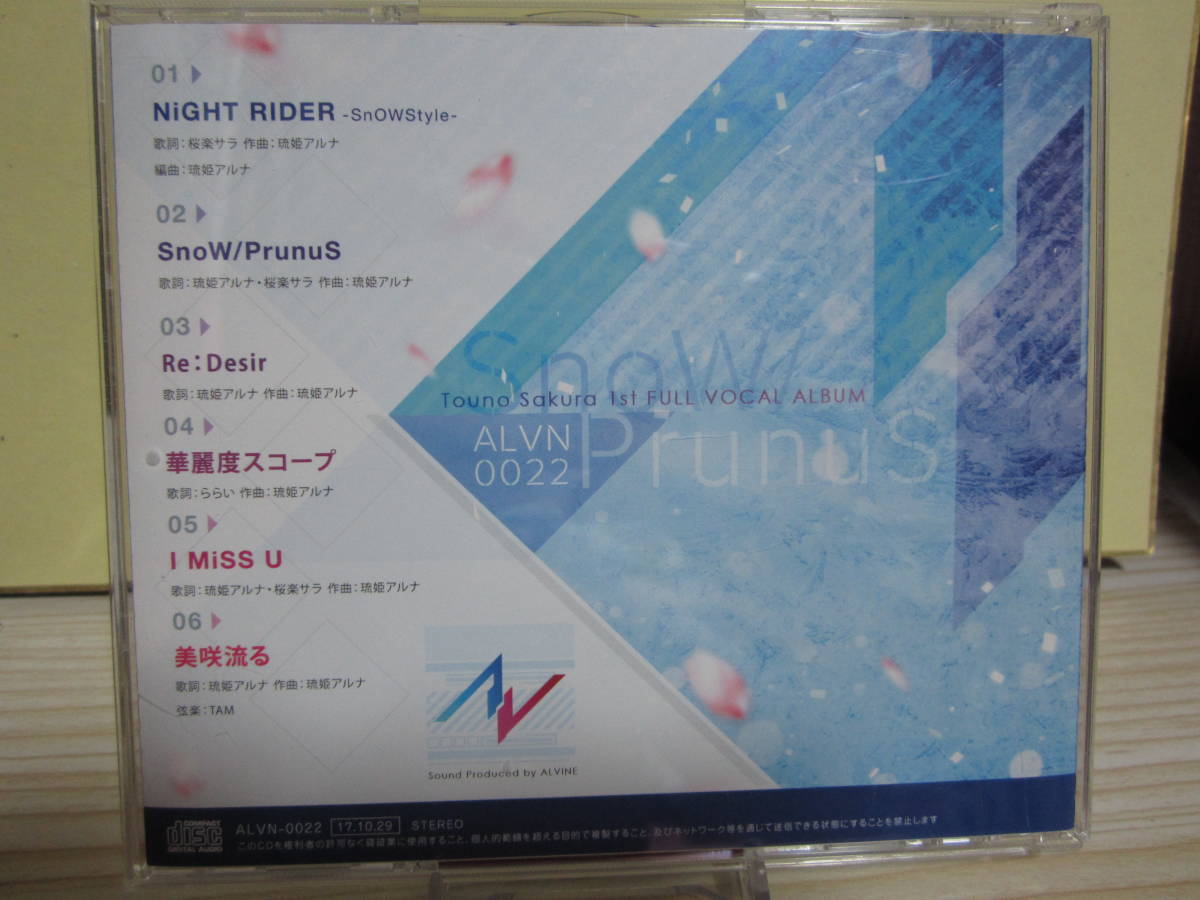 01
NiGHT RIDER -SnOWStyle-
歌詞:桜楽サラ 作曲:琉姫アルナ
編曲:琉姫アルナ
02
SnoW/PrunuS
歌詞:琉姫アルナ・桜楽サラ 作曲:琉姫アルナ
03
Re:Desir
歌詞:琉姫アルナ 作曲:琉姫アルナ
04
華麗度スコープ
歌詞:ららい 作曲:琉姫アルナ
05
I MiSS U
歌詞:琉姫アルナ・桜楽サラ 作曲:琉姫アルナ
06
美咲流る
歌詞:琉姫アルナ 作曲:琉姫アルナ
弦楽:TAM
SnoW/
Touno Sakura 1st FULL VOCAL ALBUM
ALVN
0022
PrunuS
Sound Produced by ALVINE
COMPACT
disc
DIGITAL AUDIO
ALVN-0022 17.10.29 STEREO
このCDを権利者の許可なく賃貸業に使用すること、個人的範囲を超える目的で複製すること、及びネットワーク等を通じて送信できる状態にすることを禁止します